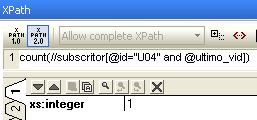 XPath
XPATH 1.0
XPATH 2.0
Allow complete XPath
1 count(//subscritor[@id="U04" and @ultimo_vid])
1
2
xs:integer 1